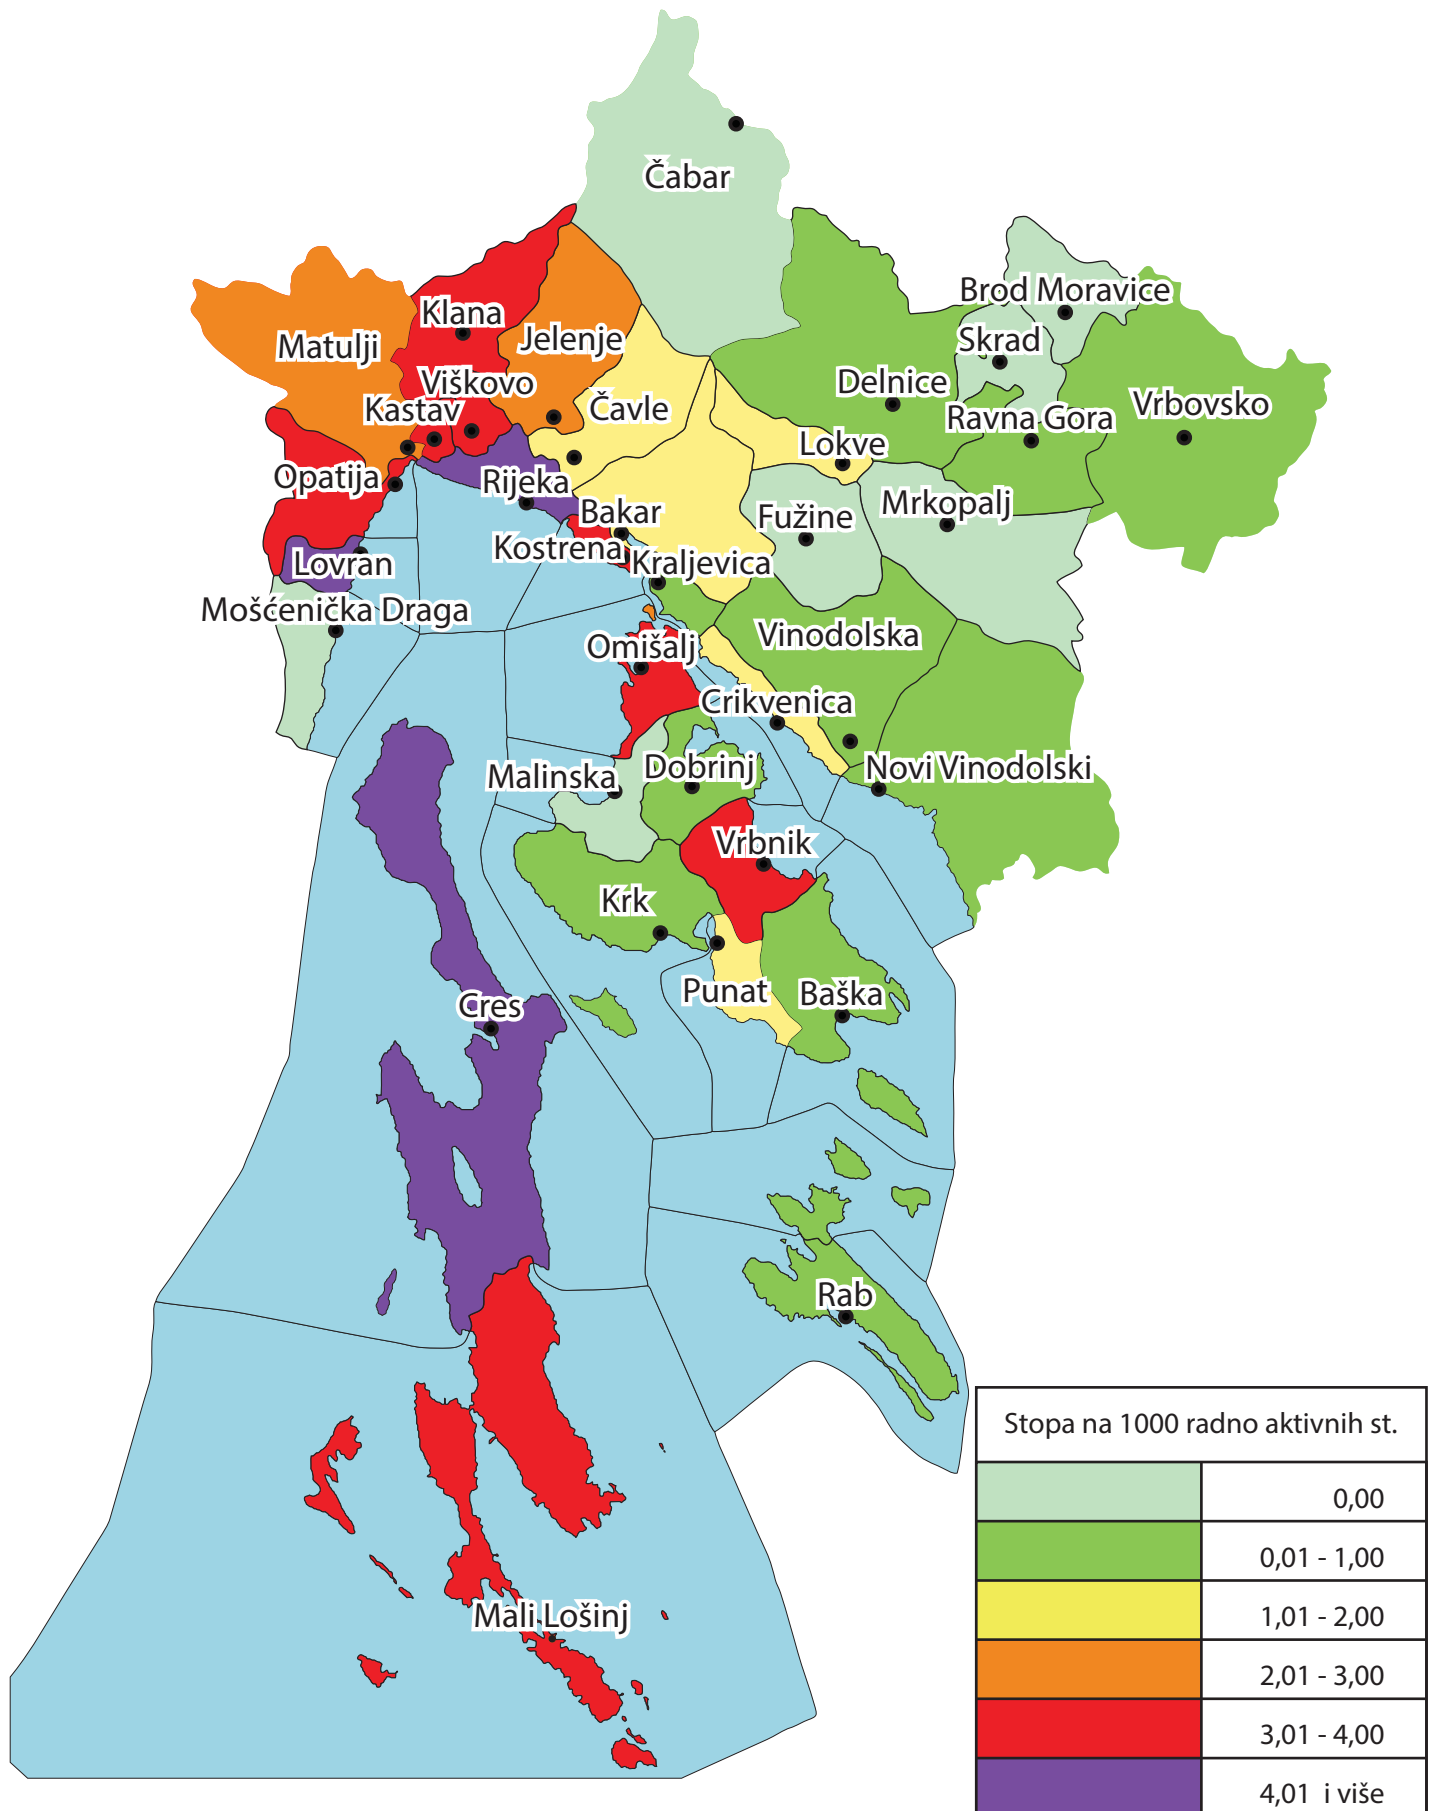 Čabar
Brod Moravice
Klana
Jelenje
Skrad
Matulji
Viškovo
Delnice
Vrbovsko
Kastav
Čavle
Ravna Gora
Lokve
Opatija
Rijeka
Mrkopalj
Bakar
Fužine
Kostrena
Lovran
Kraljevica
Mošćenička Draga
Vinodolska
Omišalj
Crikvenica
Malinska
Dobrinj
Novi Vinodolski
Vrbnik
Krk
Punat
Baška
Cres
Rab
Mali Lošinj
Stopa na 1000 radno aktivnih st.
0,00
0,01 - 1,00
1,01 - 2,00
2,01 - 3,00
3,01 - 4,00
4,01 i više